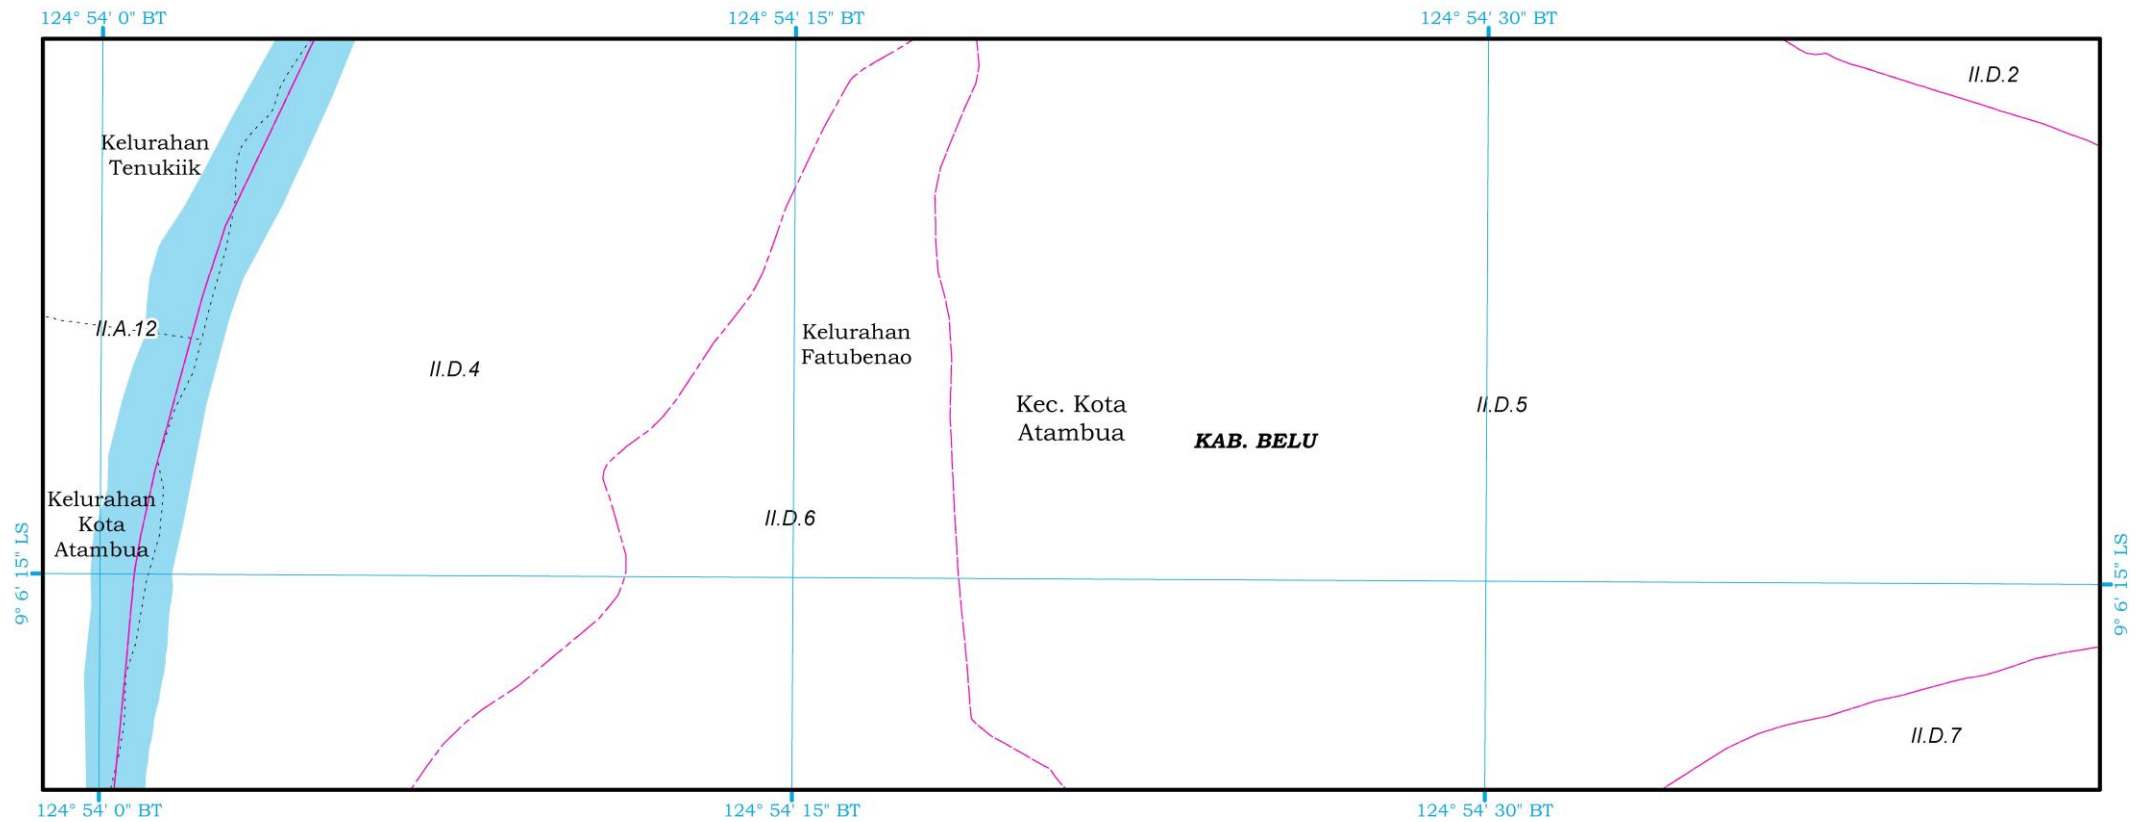 124° 54' 0" BT
124° 54' 15" BT
124° 54' 30" BT
II.D.2
Kelurahan
Tenukiik
II.A.12
Kelurahan
Fatubenao
II.D.4
Kec. Kota
Atambua
II.D.5
KAB. BELU
Kelurahan
Kota
Atambua
II.D.6
9° 6' 15" LS
9° 6' 15" LS
II.D.7
124° 54' 0" BT
124° 54' 15" BT
124° 54' 30" BT